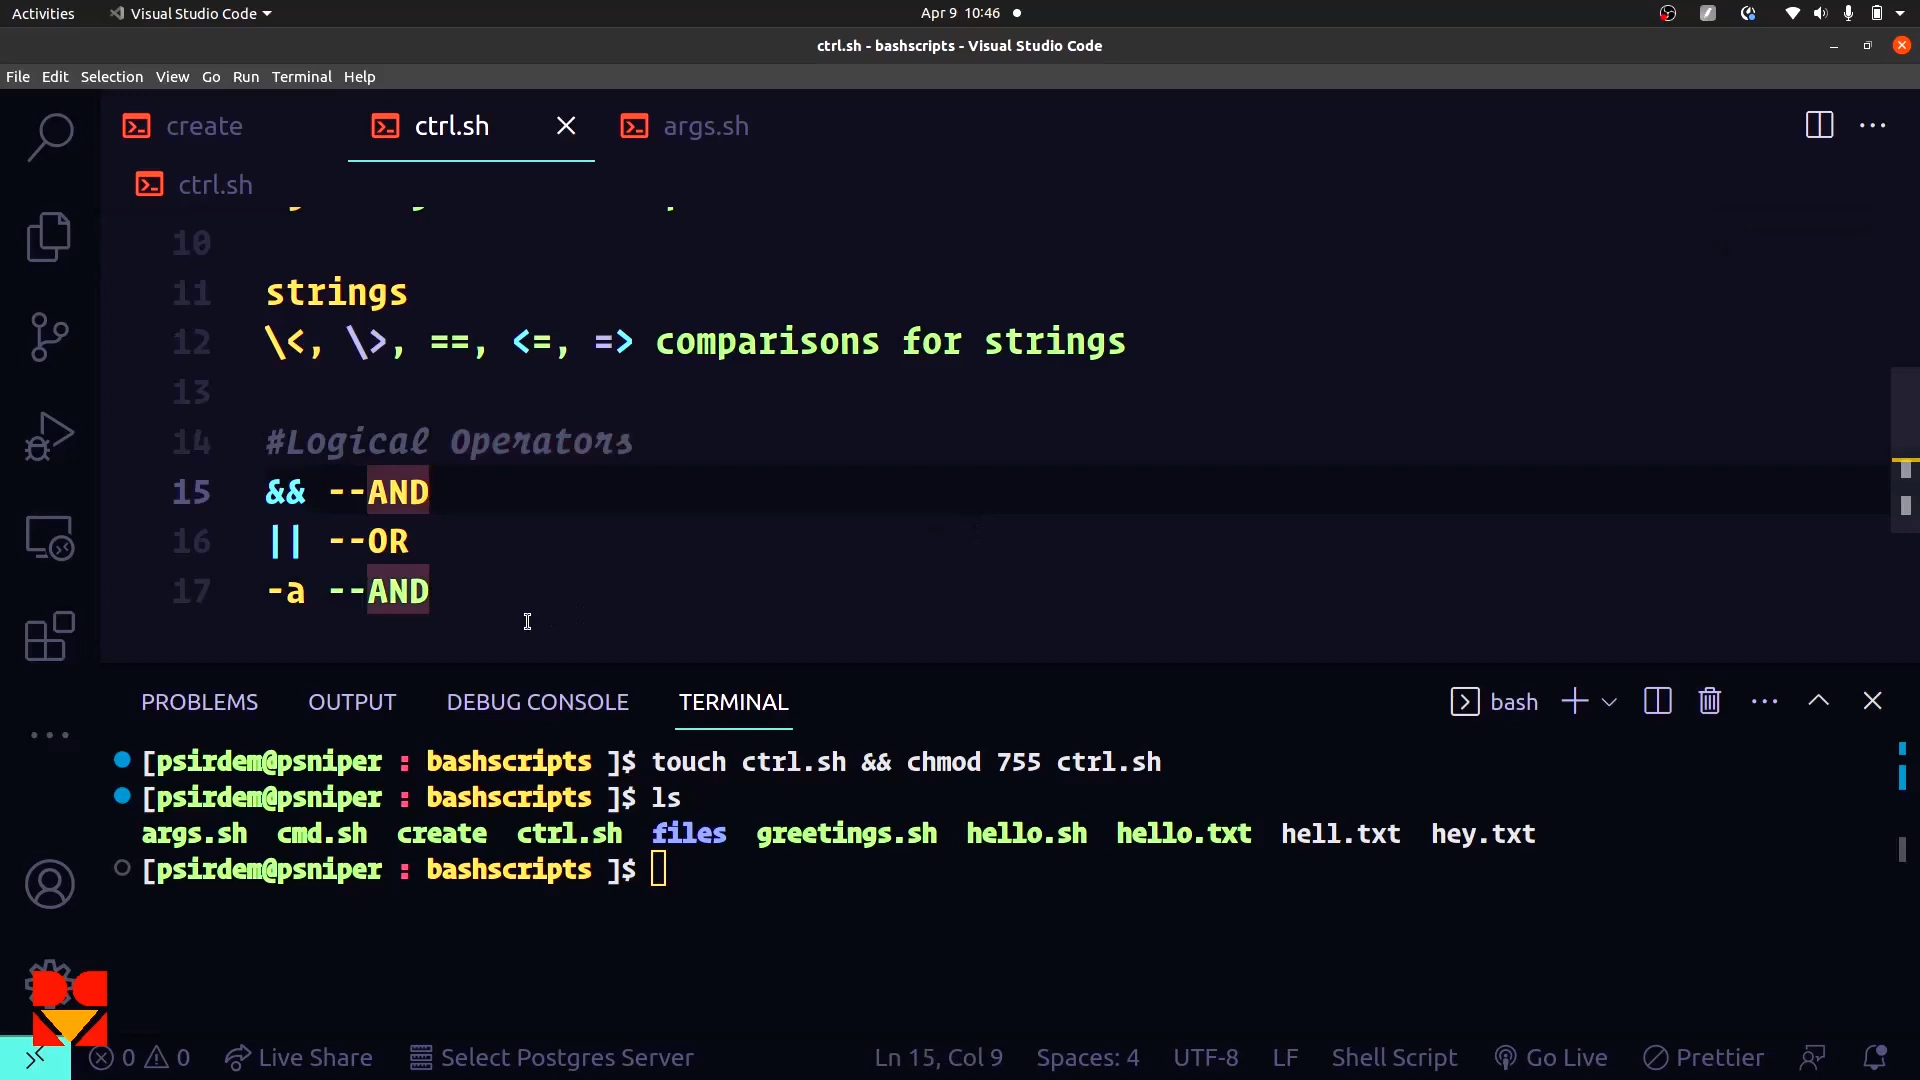 Activities Visual Studio Code Apr 9 10:46
ctrl.sh - bashscripts - Visual Studio Code
File Edit Selection View Go Run Terminal Help
create ctrl.sh args.sh
ctrl.sh
10
11 strings
12 \<, \>, ==, <=, => comparisons for strings
13
14 #Logical Operators
15 && --AND
16 || --OR
17 -a --AND
PROBLEMS OUTPUT DEBUG CONSOLE TERMINAL bash
[psirdem@psniper : bashscripts ]$ touch ctrl.sh && chmod 755 ctrl.sh
[psirdem@psniper : bashscripts ]$ ls
args.sh cmd.sh create ctrl.sh files greetings.sh hello.sh hello.txt hell.txt hey.txt
[psirdem@psniper : bashscripts ]$
0 0 Live Share Select Postgres Server Ln 15, Col 9 Spaces: 4 UTF-8 LF Shell Script Go Live Prettier